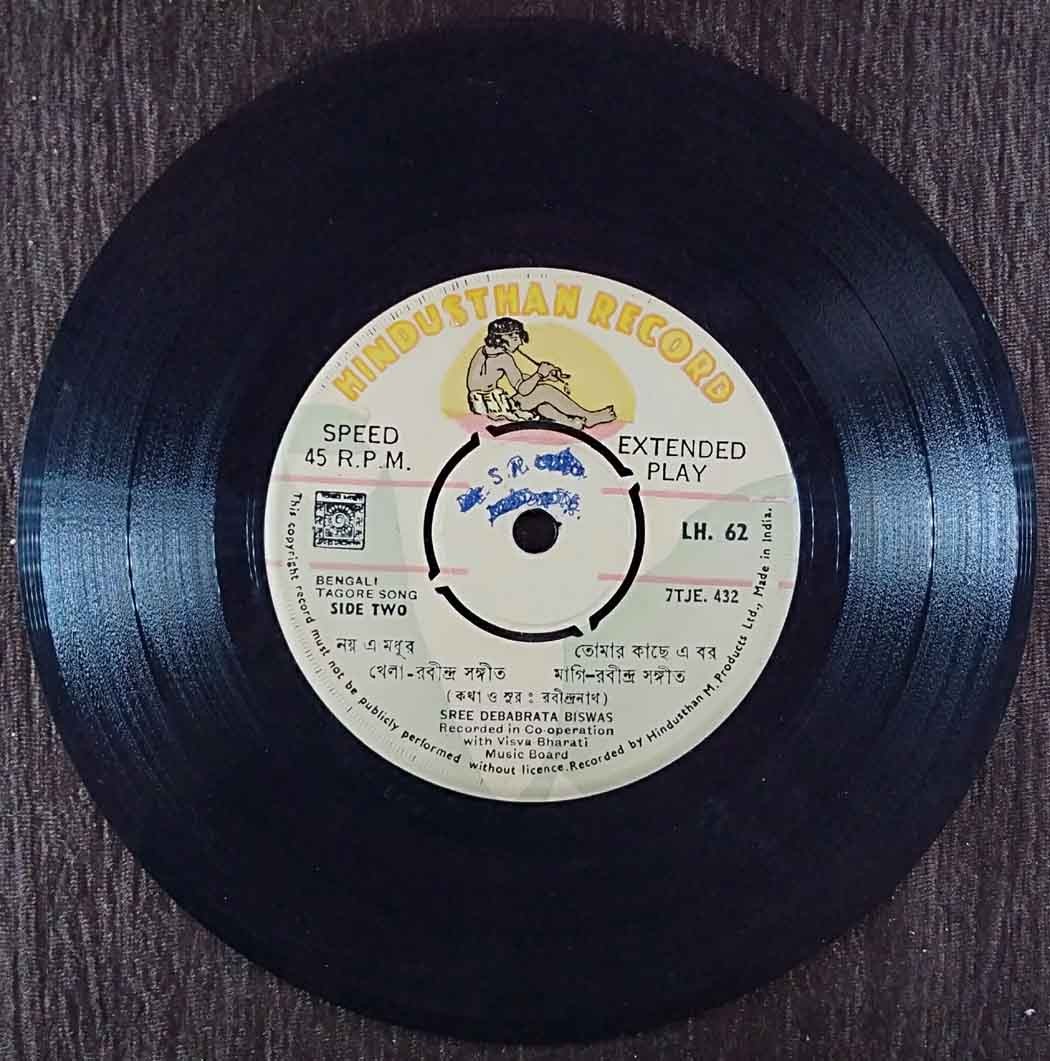 HINDUSTHAN RECORD
SPEED
45 R.P.M.
EXTENDED
PLAY
S.R.
LH. 62
BENGALI
TAGORE SONG
SIDE TWO
7TJE. 432
নয় এ মধুর
খেলা-রবীন্দ্র সঙ্গীত
তোমার কাছে এ বর
মাগি-রবীন্দ্র সঙ্গীত
(কথা ও সুর : রবীন্দ্রনাথ)
SREE DEBABRATA BISWAS
Recorded in Co-operation
with Visva-Bharati
Music Board
This copyright record must not be publicly performed without licence. Recorded by Hindusthan M. Products Ltd., Made in India.